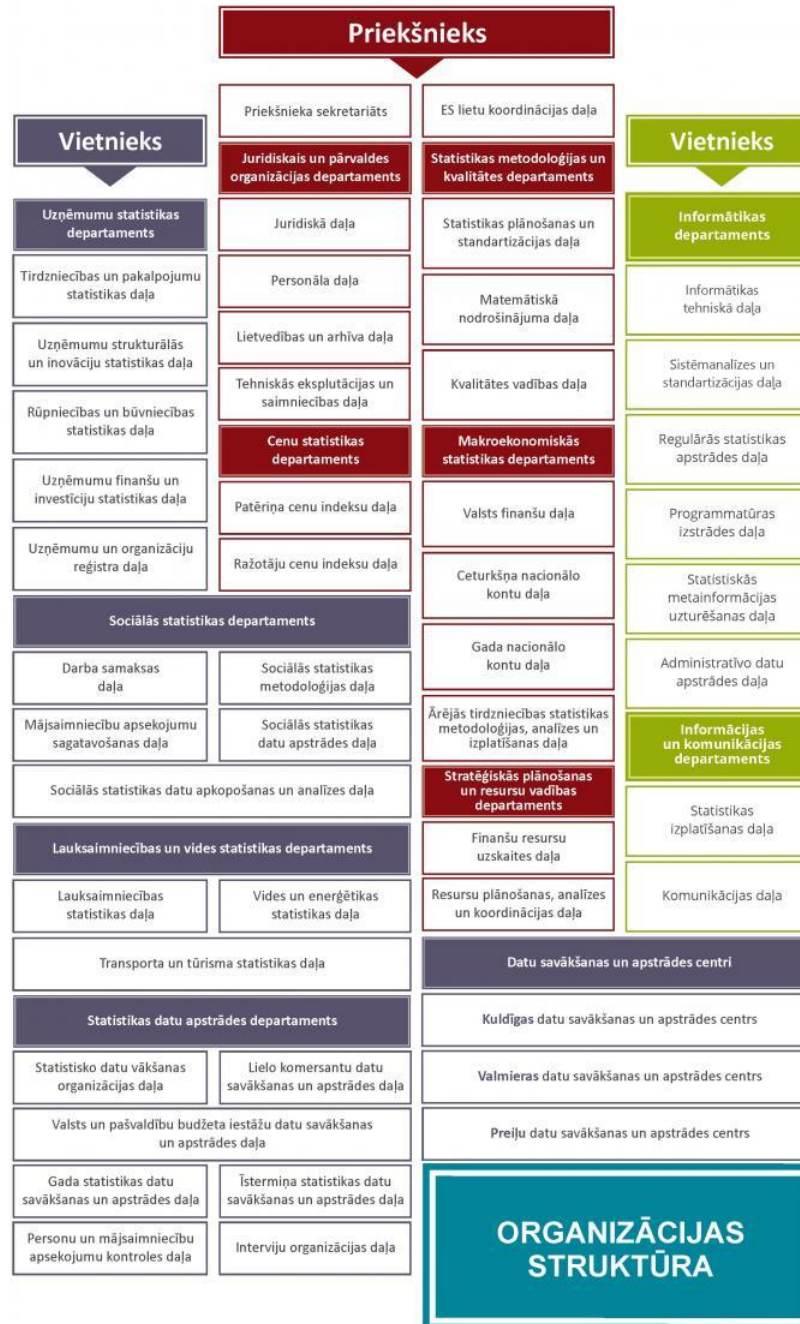 Priekšnieks
Priekšnieka sekretariāts
ES lietu koordinācijas daļa
Vietnieks
Uzņēmumu statistikas
departaments
Tirdzniecības un pakalpojumu
statistikas daļa
Uzņēmumu strukturālās
un inovāciju statistikas daļa
Rūpniecības un būvniecības
statistikas daļa
Uzņēmumu finanšu un
investīciju statistikas daļa
Uzņēmumu un organizāciju
reģistra daļa
Juridiskais un pārvaldes
organizācijas departaments
Juridiskā daļa
Personāla daļa
Lietvedības un arhīva daļa
Tehniskās eksplutācijas un
saimniecības daļa
Cenu statistikas
departaments
Patēriņa cenu indeksu daļa
Ražotāju cenu indeksu daļa
Sociālās statistikas departaments
Darba samaksas
daļa
Sociālās statistikas
metodoloģijas daļa
Mājsaimniecību apsekojumu
sagatavošanas daļa
Sociālās statistikas
datu apstrādes daļa
Sociālās statistikas datu apkopošanas un analīzes daļa
Lauksaimniecības un vides statistikas departaments
Lauksaimniecības
statistikas daļa
Vides un enerģētikas
statistikas daļa
Transporta un tūrisma statistikas daļa
Statistikas datu apstrādes departaments
Statistisko datu vākšanas
organizācijas daļa
Lielo komersantu datu
savākšanas un apstrādes daļa
Valsts un pašvaldību budžeta iestāžu datu savākšanas
un apstrādes daļa
Gada statistikas datu
savākšanas un apstrādes daļa
Īstermiņa statistikas datu
savākšanas un apstrādes daļa
Personu un mājsaimniecību
apsekojumu kontroles daļa
Interviju organizācijas daļa
Statistikas metodoloģijas un
kvalitātes departaments
Statistikas plānošanas un
standartizācijas daļa
Matemātiskā
nodrošinājuma daļa
Kvalitātes vadības daļa
Makroekonomiskās
statistikas departaments
Valsts finanšu daļa
Ceturkšņa nacionālo
kontu daļa
Gada nacionālo
kontu daļa
Ārējās tirdzniecības statistikas
metodoloģijas, analīzes un
izplatīšanas daļa
Stratēģiskās plānošanas
un resursu vadības
departaments
Finanšu resursu
uzskaites daļa
Resursu plānošanas, analīzes
un koordinācijas daļa
Vietnieks
Informātikas
departaments
Informātikas
tehniskā daļa
Sistēmanalīzes un
standartizācijas daļa
Regulārās statistikas
apstrādes daļa
Programmatūras
izstrādes daļa
Statistiskās
metainformācijas
uzturēšanas daļa
Administratīvo datu
apstrādes daļa
Informācijas
un komunikācijas
departaments
Statistikas
izplatīšanas daļa
Komunikācijas daļa
Datu savākšanas un apstrādes centri
Kuldīgas datu savākšanas un apstrādes centrs
Valmieras datu savākšanas un apstrādes centrs
Preiļu datu savākšanas un apstrādes centrs
ORGANIZĀCIJAS
STRUKTŪRA